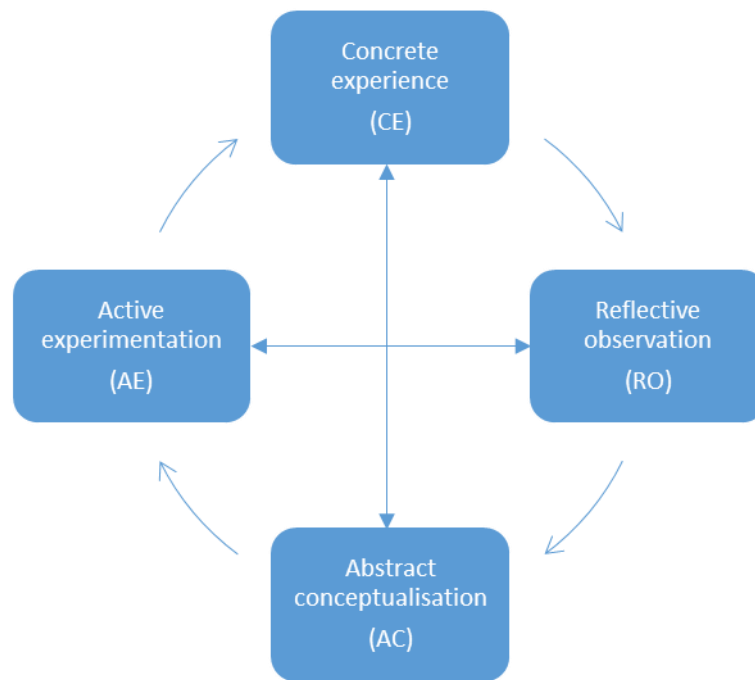 Concrete
experience
(CE)
Active
experimentation
(AE)
Reflective
observation
(RO)
Abstract
conceptualisation
(AC)